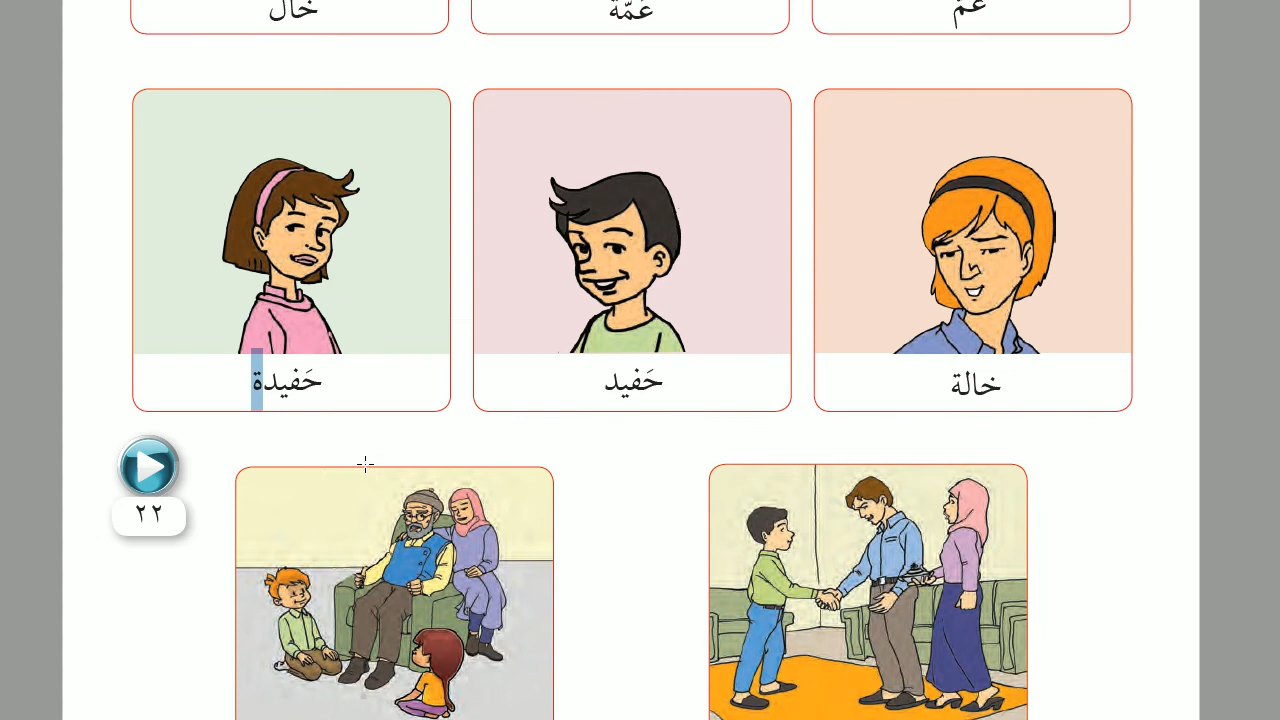 عَمّ
عَمَّة
خال
خالة
حَفيد
حَفيدة
٢٢